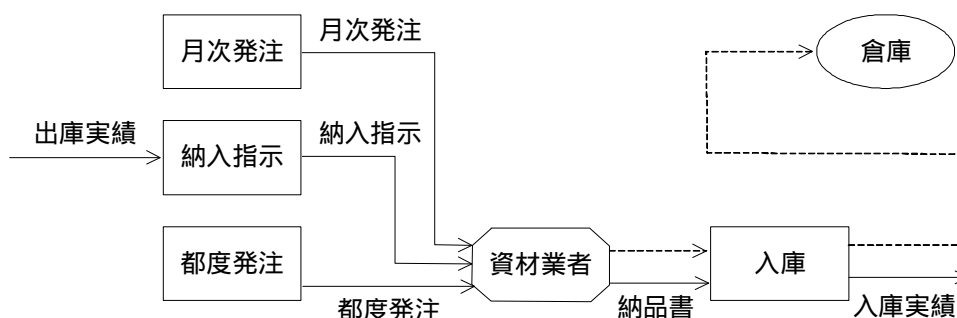 月次発注
月次発注
倉庫
出庫実績
納入指示
納入指示
都度発注
都度発注
資材業者
納品書
入庫
入庫実績